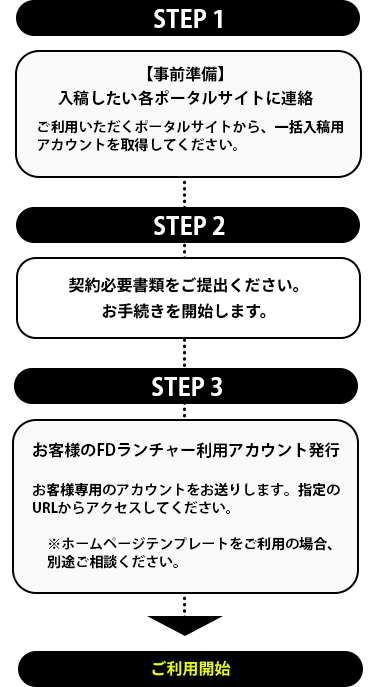 STEP 1
【事前準備】
入稿したい各ポータルサイトに連絡
ご利用いただくポータルサイトから、一括入稿用
アカウントを取得してください。
STEP 2
契約必要書類をご提出ください。
お手続きを開始します。
STEP 3
お客様のFDランチャー利用アカウント発行
お客様専用のアカウントをお送りします。指定の
URLからアクセスしてください。
※ホームページテンプレートをご利用の場合、
別途ご相談ください。
ご利用開始